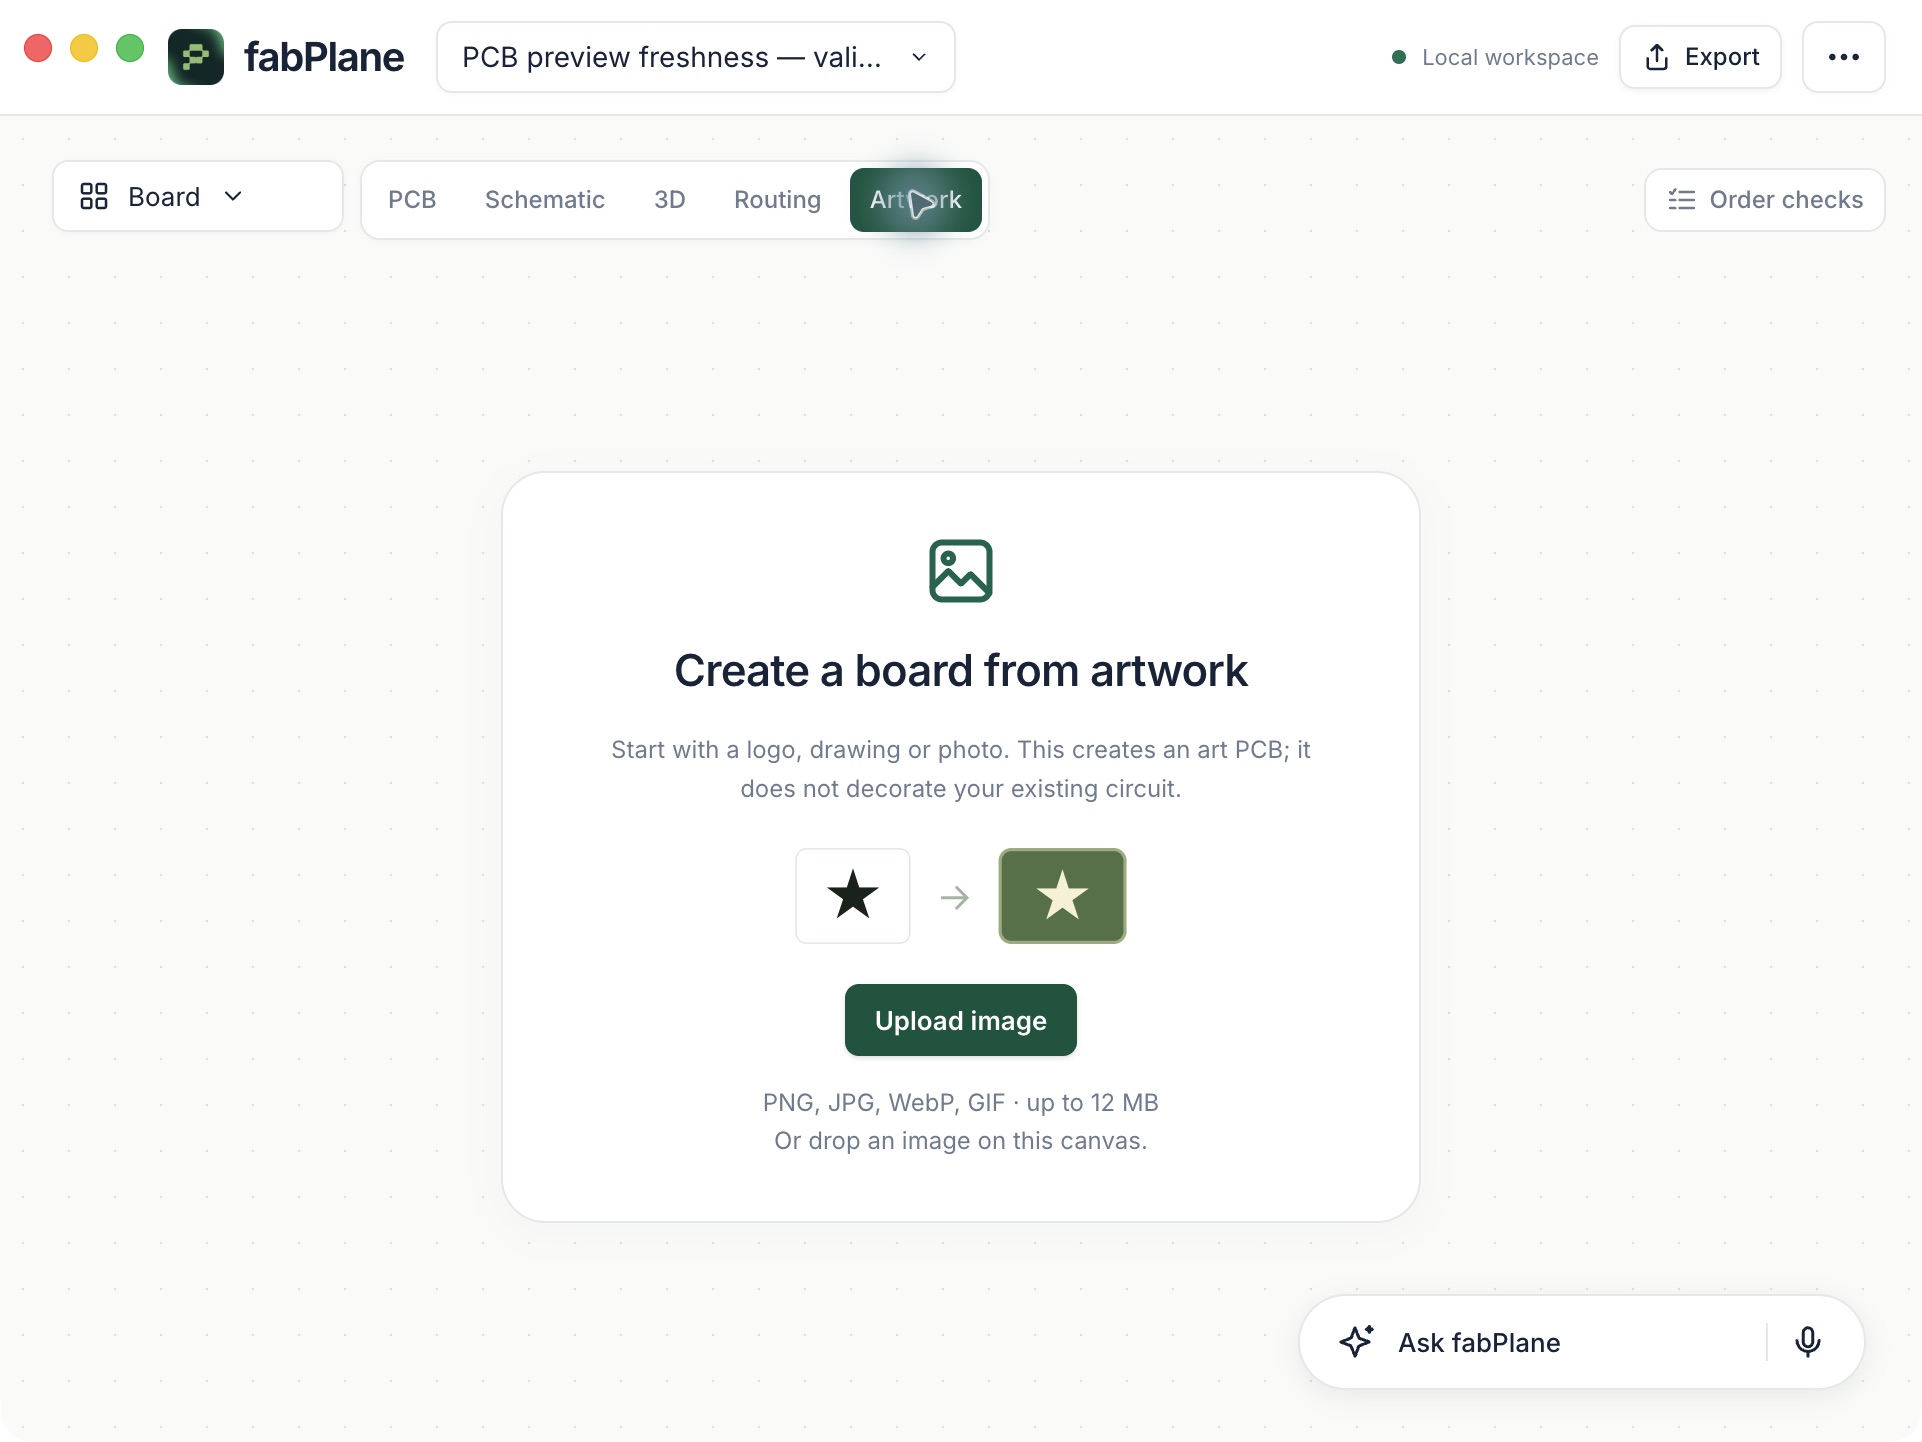 fabPlane
PCB preview freshness — vali...
Local workspace
Export
Board
PCB
Schematic
3D
Routing
Artwork
Order checks
Create a board from artwork
Start with a logo, drawing or photo. This creates an art PCB; it
does not decorate your existing circuit.
Upload image
PNG, JPG, WebP, GIF · up to 12 MB
Or drop an image on this canvas.
Ask fabPlane